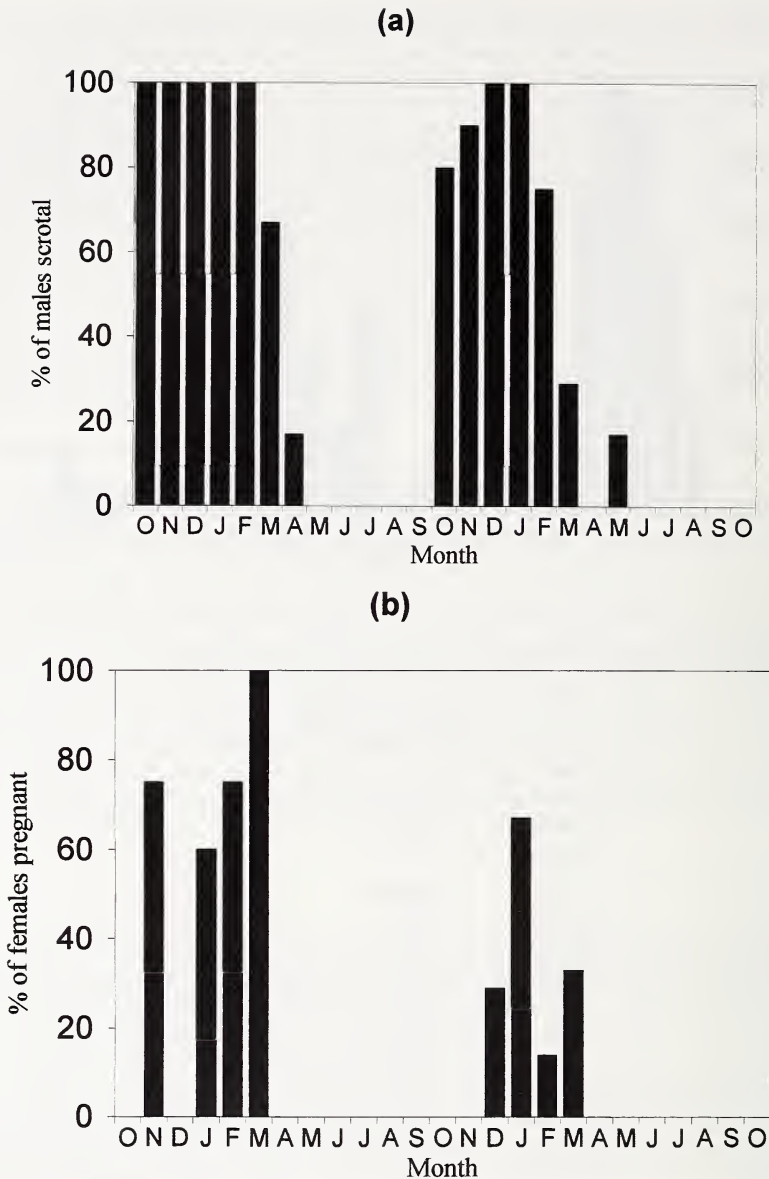 (a)
100
80
60
40
20
0
% of males scrotal
O N D J F M A M J J A S O N D J F M A M J J A S O
Month
(b)
100
80
60
40
20
0
% of females pregnant
O N D J F M A M J J A S O N D J F M A M J J A S O
Month